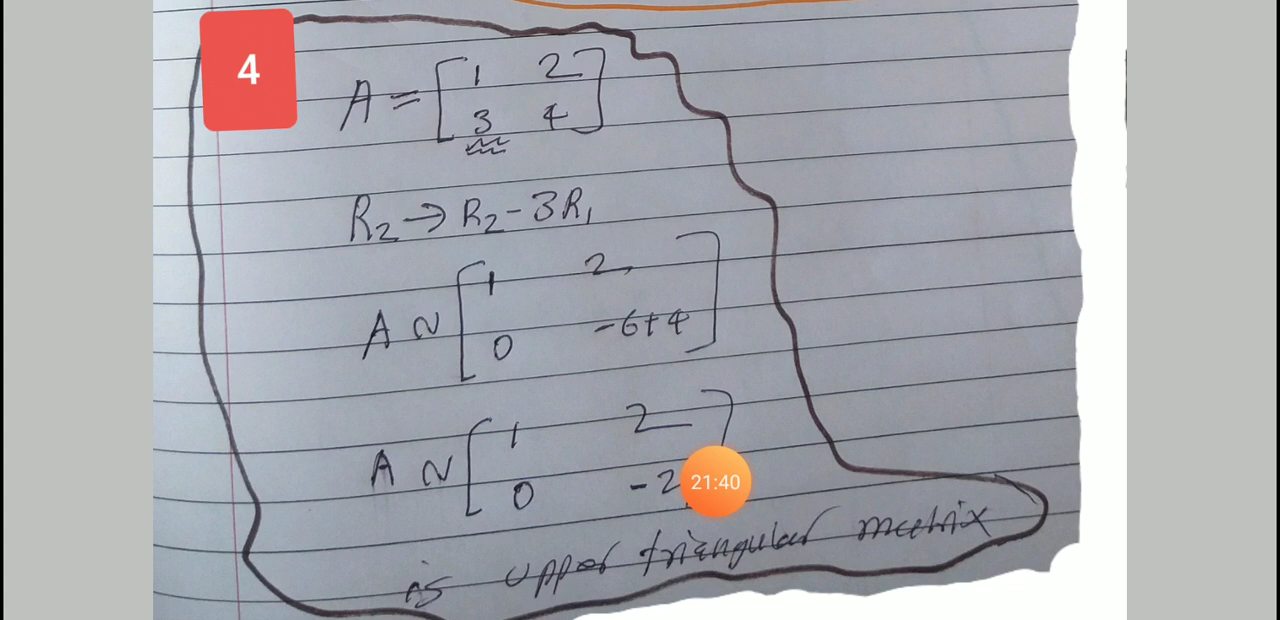 4
A = [ 1 2
3 4 ]
R₂ → R₂ - 3R₁
A ~ [ 1 2
0 -6+4 ]
A ~ [ 1 2
0 -2
21:40
is upper triangular matrix